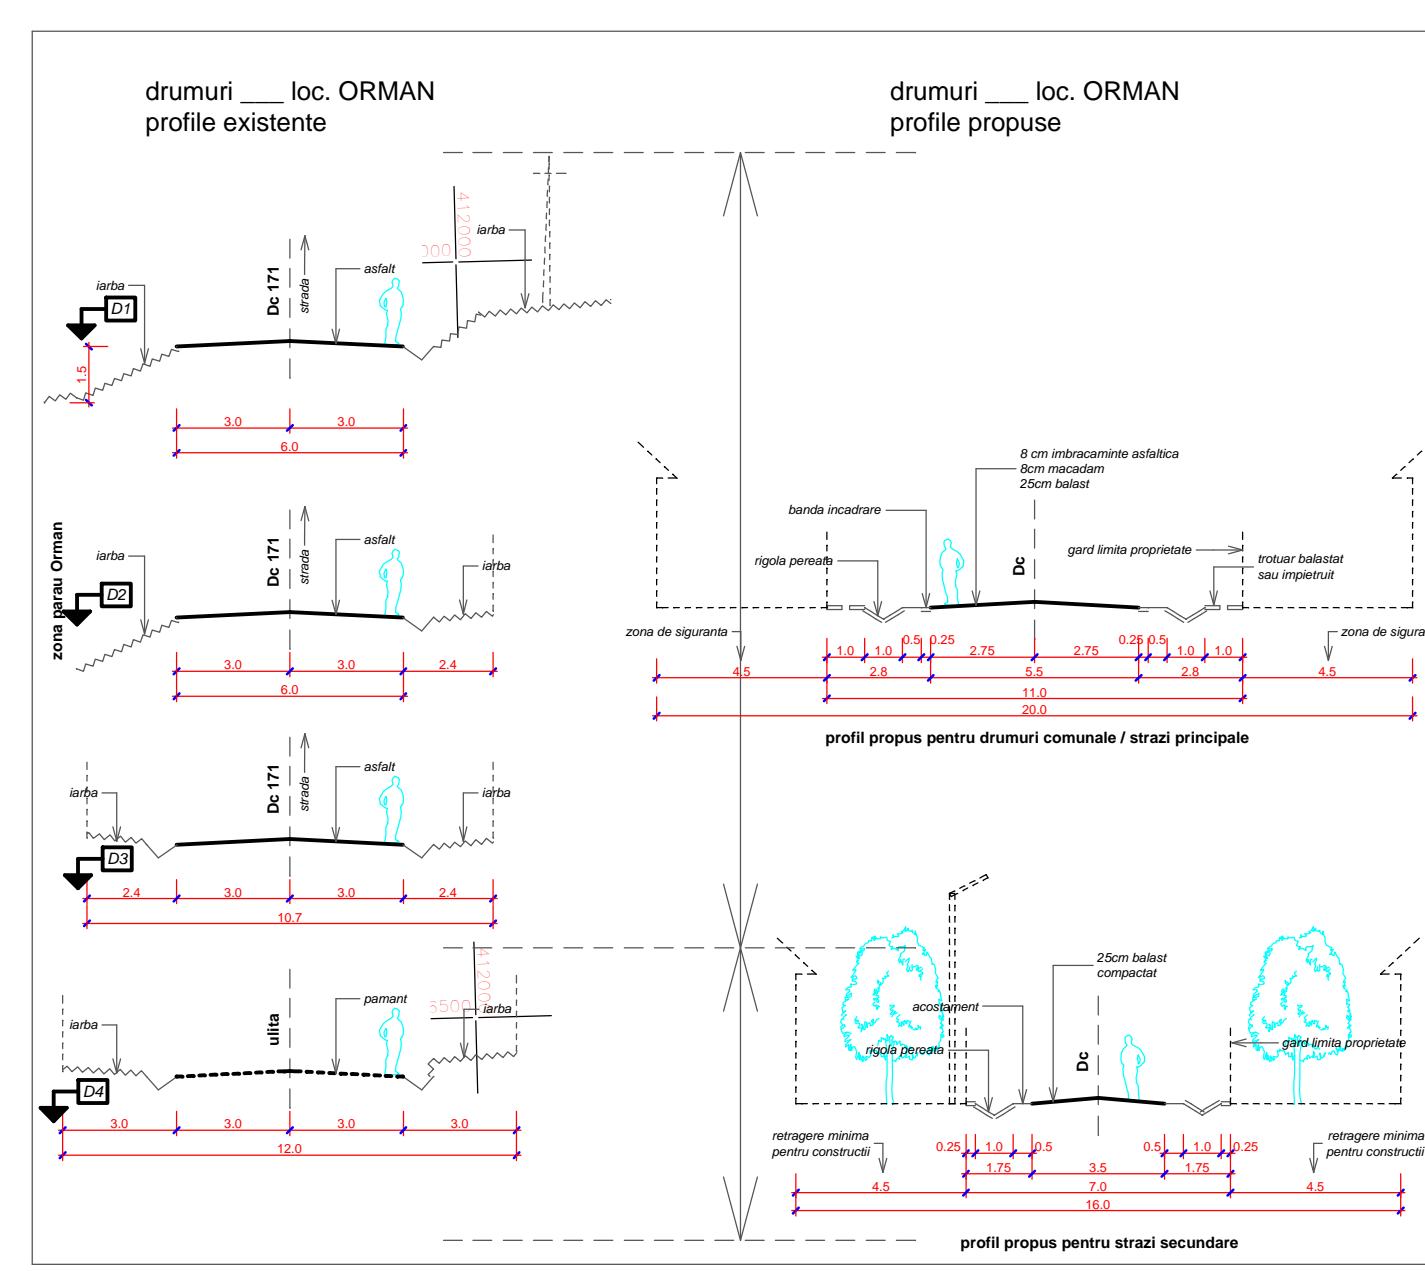 drumuri ___ loc. ORMAN
profile existente
drumuri ___ loc. ORMAN
profile propuse
412000
iarba
Dc 171
strada
asfalt
iarba
D1
1.5
3.0 3.0
6.0
zona parau Orman
iarba
D2
Dc 171
strada
asfalt
iarba
3.0 3.0 2.4
6.0
iarba
D3
Dc 171
strada
asfalt
iarba
2.4 3.0 3.0 2.4
10.7
iarba
D4
ulita
pamant
5500
iarba
3.0 3.0 3.0 3.0
12.0
8 cm imbracaminte asfaltica
8cm macadam
25cm balast
banda incadrare
rigola pereata
Dc
gard limita proprietate
trotuar balastat
sau impietruit
zona de siguranta
zona de sigura
1.0 1.0 0.5 0.25 2.75 2.75 0.25 0.5 1.0 1.0
4.5 2.8 5.5 2.8 4.5
11.0
20.0
profil propus pentru drumuri comunale / strazi principale
25cm balast
compactat
acostament
rigola pereata
Dc
gard limita proprietate
retragere minima
pentru constructii
retragere minima
pentru constructii
0.25 1.0 0.5 0.5 1.0 0.25
1.75 3.5 1.75
4.5 7.0 4.5
16.0
profil propus pentru strazi secundare